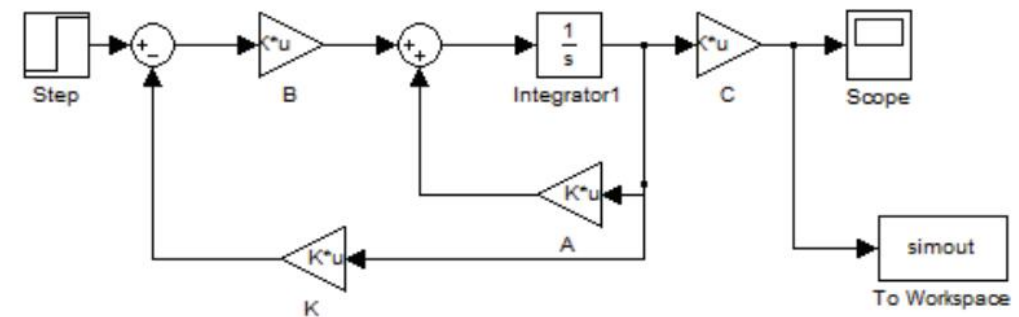 +
−
K*u
+
+
1
s
K*u
Step
B
Integrator1
C
Scope
K*u
A
K*u
K
simout
To Workspace